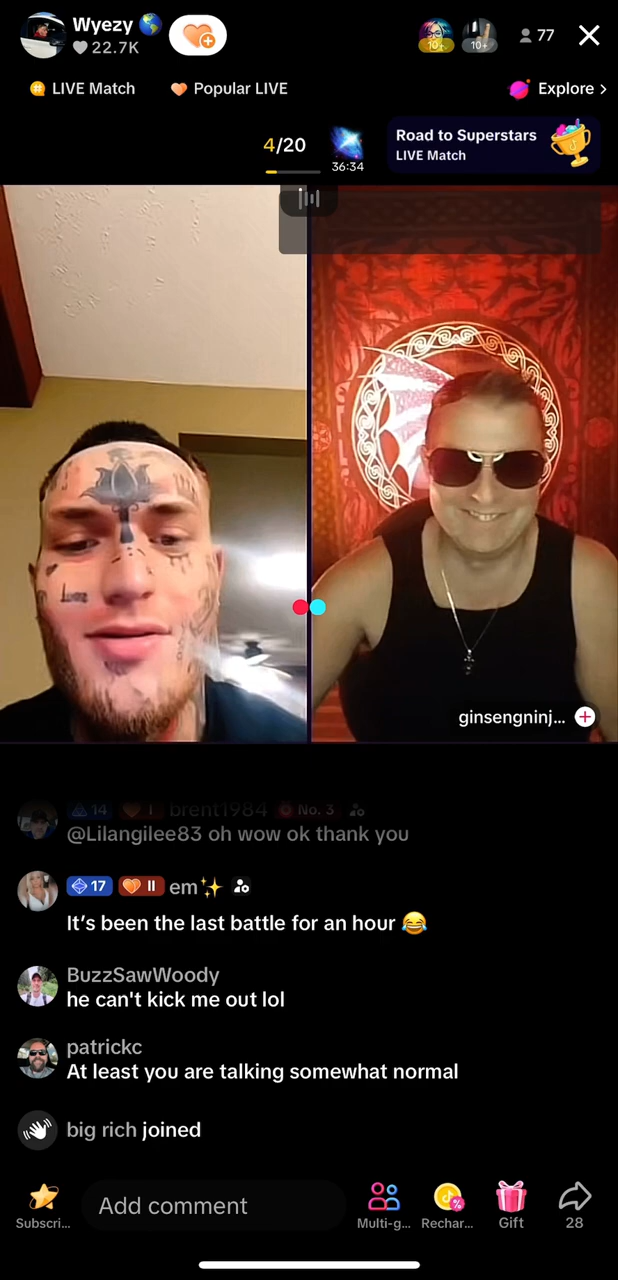 Wyezy 🌎
22.7K
10+
10+
77
LIVE Match
Popular LIVE
Explore >
4/20
36:34
Road to Superstars
LIVE Match
ginsengninj...
14 I brent1984 No. 3
@Lilangilee83 oh wow ok thank you
17 II em✨
It's been the last battle for an hour 😂
BuzzSawWoody
he can't kick me out lol
patrickc
At least you are talking somewhat normal
big rich joined
Add comment
Subscri...
Multi-g...
Rechar...
Gift
28